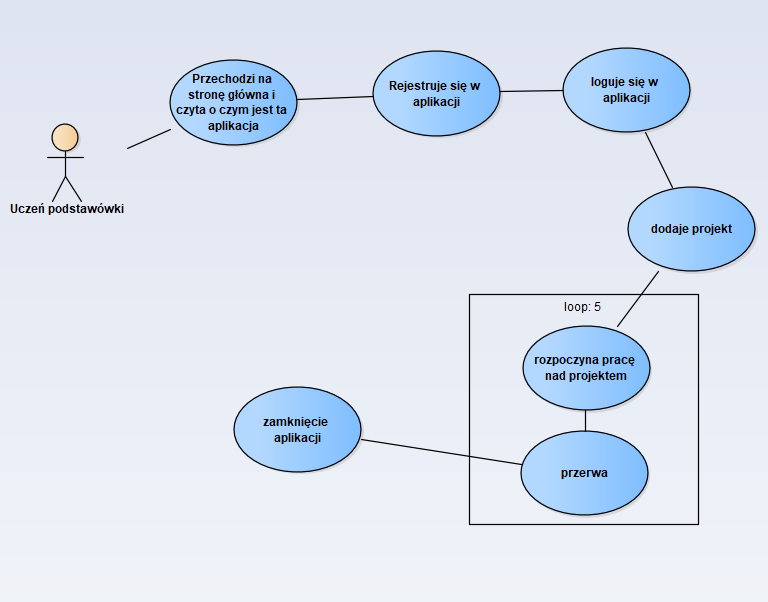 Przechodzi na
stronę główna i
czyta o czym jest ta
aplikacja
Rejestruje się w
aplikacji
loguje się w
aplikacji
Uczeń podstawówki
dodaje projekt
loop: 5
rozpoczyna pracę
nad projektem
zamknięcie
aplikacji
przerwa